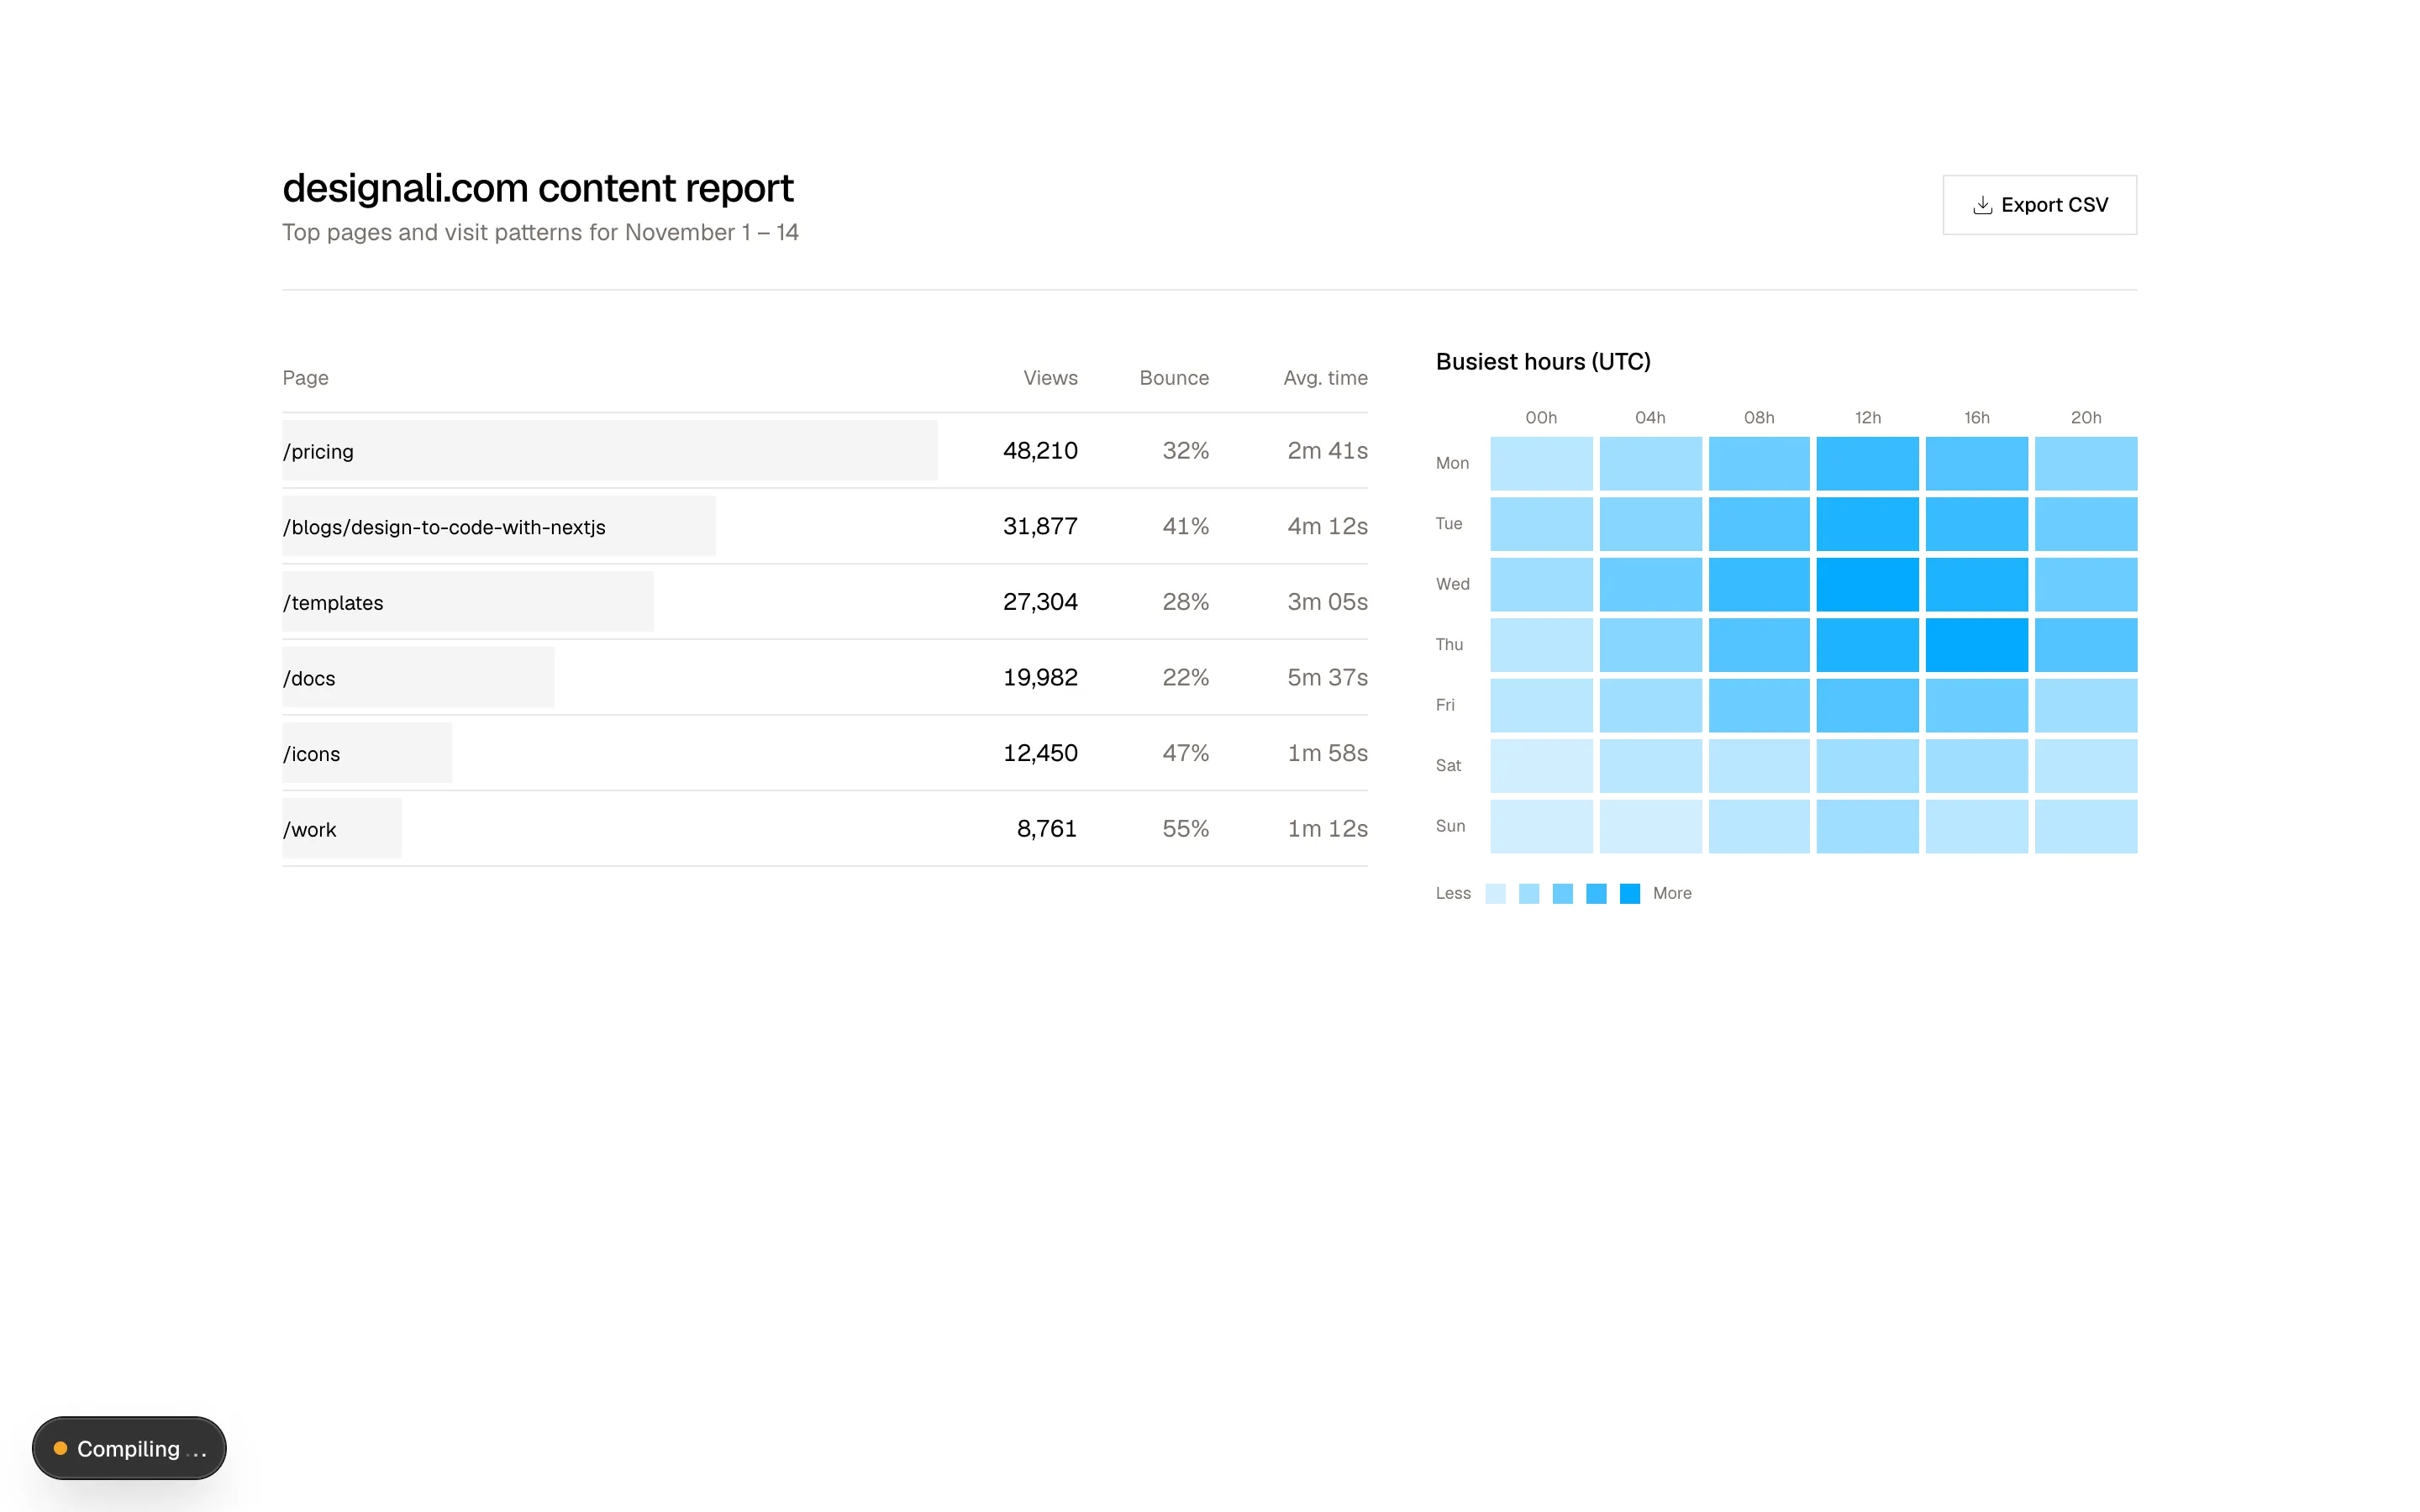 designali.com content report
Top pages and visit patterns for November 1 – 14
Export CSV
Page Views Bounce Avg. time
/pricing 48,210 32% 2m 41s
/blogs/design-to-code-with-nextjs 31,877 41% 4m 12s
/templates 27,304 28% 3m 05s
/docs 19,982 22% 5m 37s
/icons 12,450 47% 1m 58s
/work 8,761 55% 1m 12s
Busiest hours (UTC)
00h 04h 08h 12h 16h 20h
Mon
Tue
Wed
Thu
Fri
Sat
Sun
Less More
Compiling ...